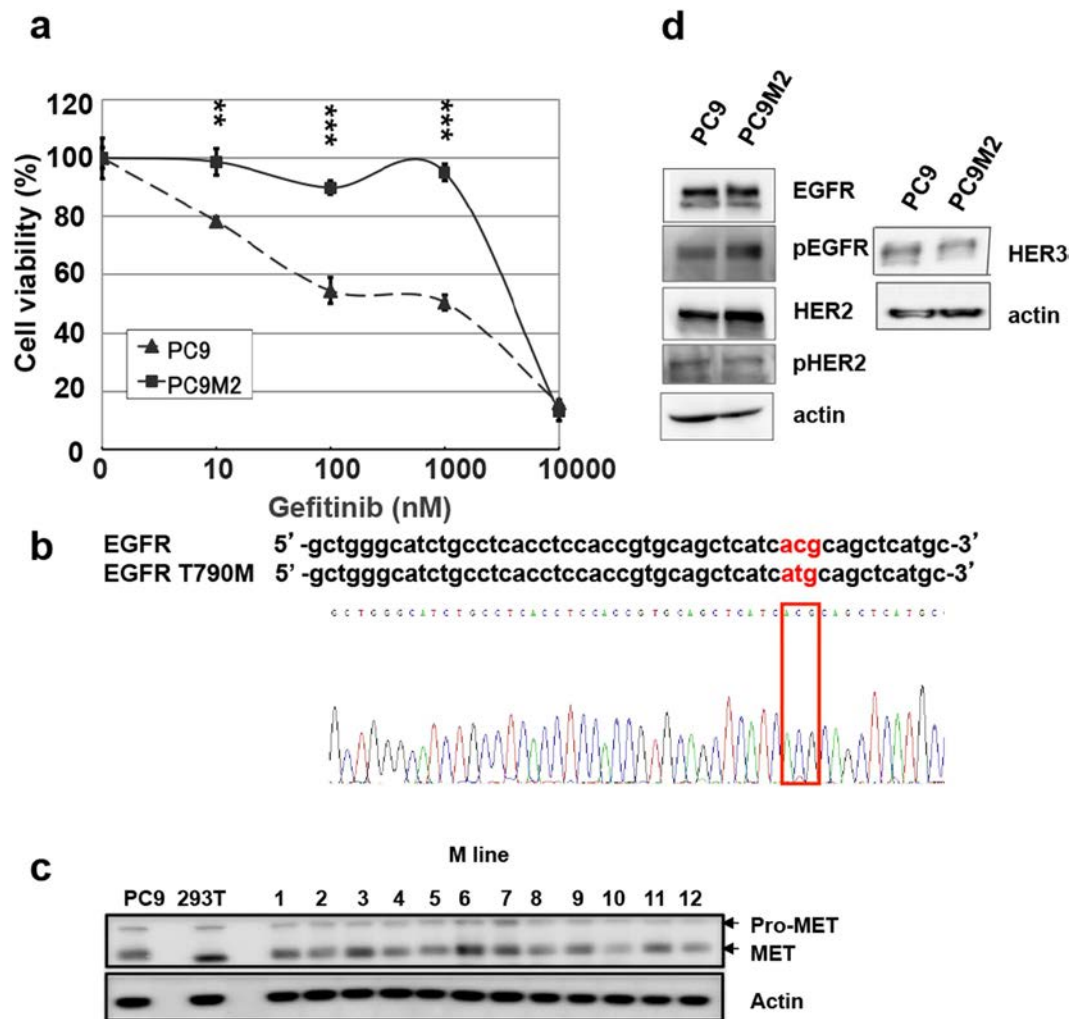 a
120
100
80
60
40
20
0
Cell viability (%)
**
***
***
PC9
PC9M2
0 10 100 1000 10000
Gefitinib (nM)
d
PC9 PC9M2
EGFR
pEGFR
HER2
pHER2
actin
PC9 PC9M2
HER3
actin
b
EGFR 5' -gctgggcatctgcctcacctccaccgtgcagctcatcacgcagctcatgc-3'
EGFR T790M 5' -gctgggcatctgcctcacctccaccgtgcagctcatcatgcagctcatgc-3'
G C T G G G C A T C T G C C T C A C C T C C A C C G T G C A G C T C A T C A C G C A G C T C A T G C
c
M line
PC9 293T 1 2 3 4 5 6 7 8 9 10 11 12
Pro-MET
MET
Actin